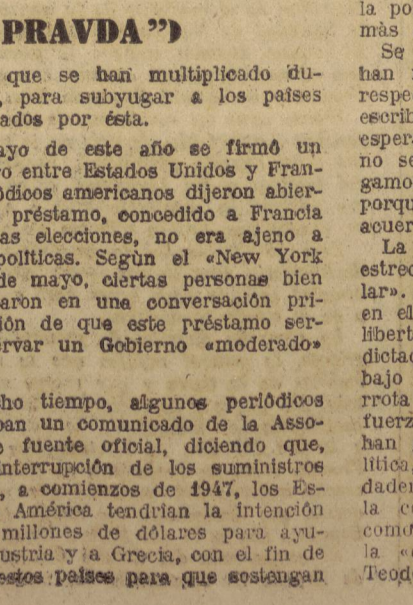 PRAVDA”)
que se han multiplicado du-
, para subyugar a los países
ados por ésta.
ayo de este año se firmó un
o entre Estados Unidos y Fran-
ódicos americanos dijeron abier-
préstamo, concedido a Francia
as elecciones, no era ajeno a
políticas. Según el «New York
de mayo, ciertas personas bien
aron en una conversación pri-
ión de que este préstamo ser-
ervar un Gobierno «moderado»
ho tiempo, algunos periódicos
ban un comunicado de la Asso-
e fuente oficial, diciendo que,
interrupción de los suministros
, a comienzos de 1947, los Es-
América tendrían la intención
millones de dólares para ayu-
ustria y a Grecia, con el fin de
estos países para que sostengan
la po
màs
Se
han
respe
escrib
espera
no se
gamo
porqu
acuer
La
estrec
lar».
en el
libert
dictad
bajo
rrota
fuerz
han
lítica
dader
la c
como
la «
Teod